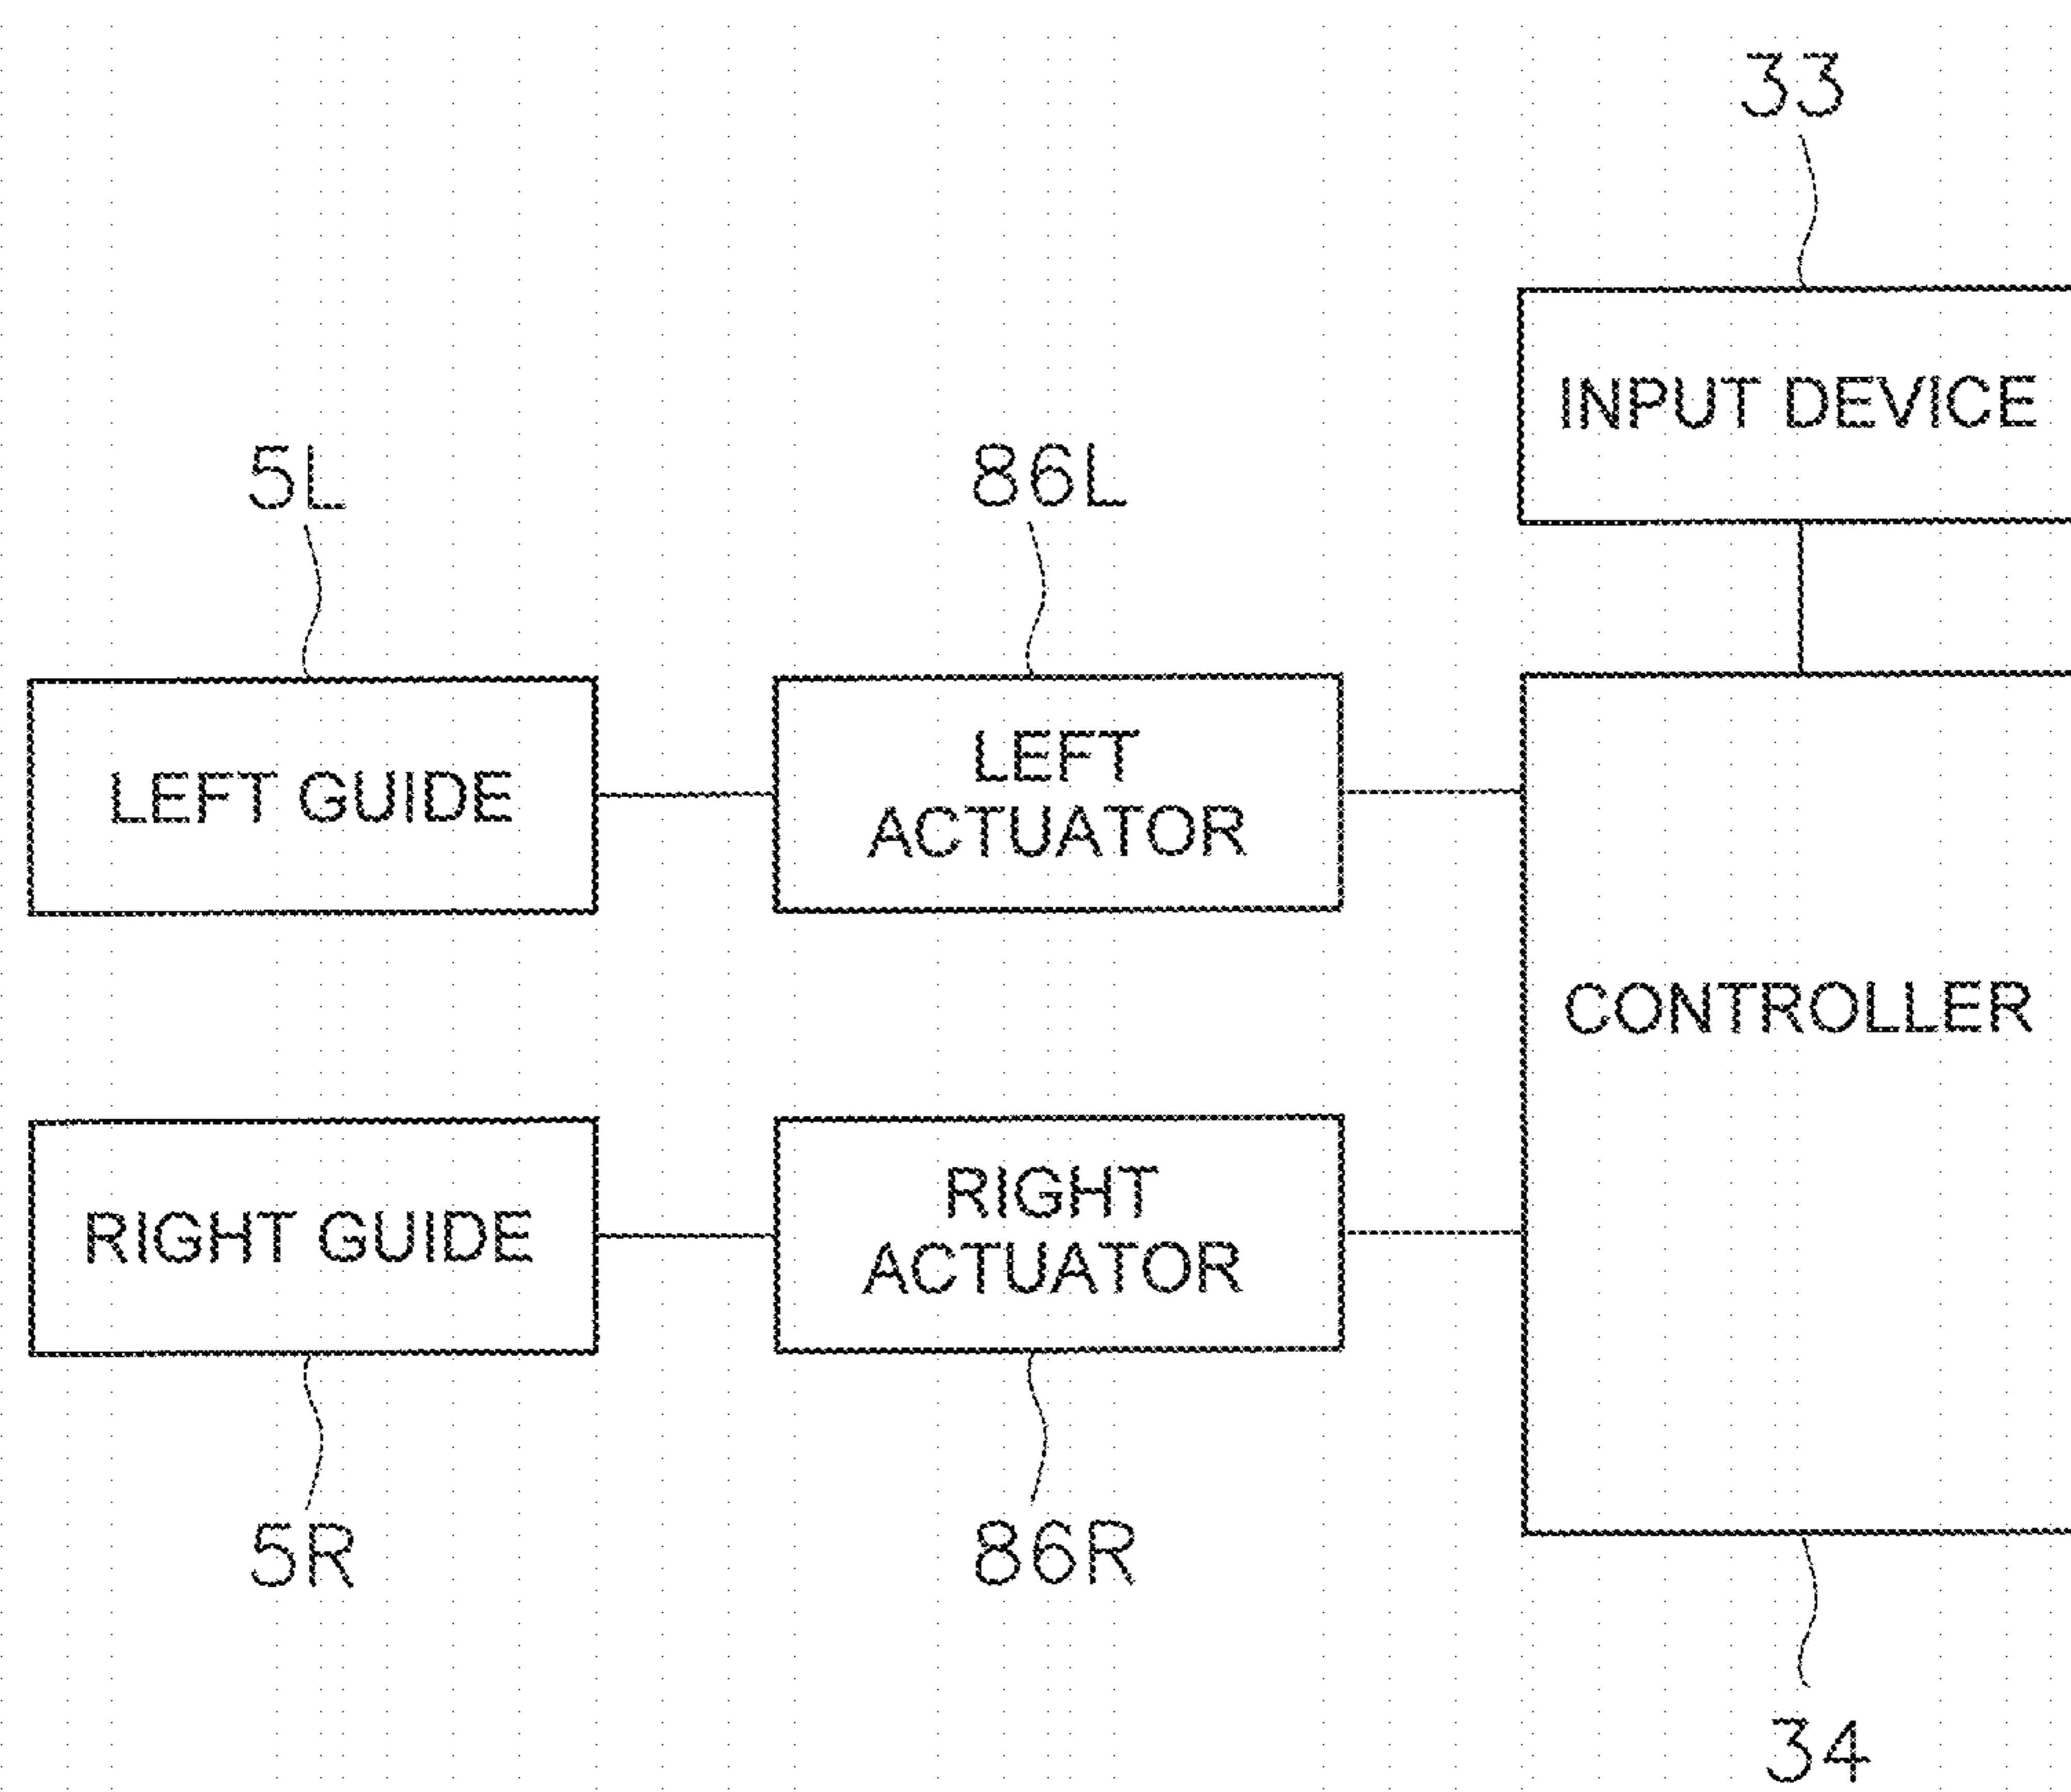 33
INPUT DEVICE
5L
86L
LEFT GUIDE
LEFT
ACTUATOR
CONTROLLER
RIGHT GUIDE
RIGHT
ACTUATOR
5R
86R
34